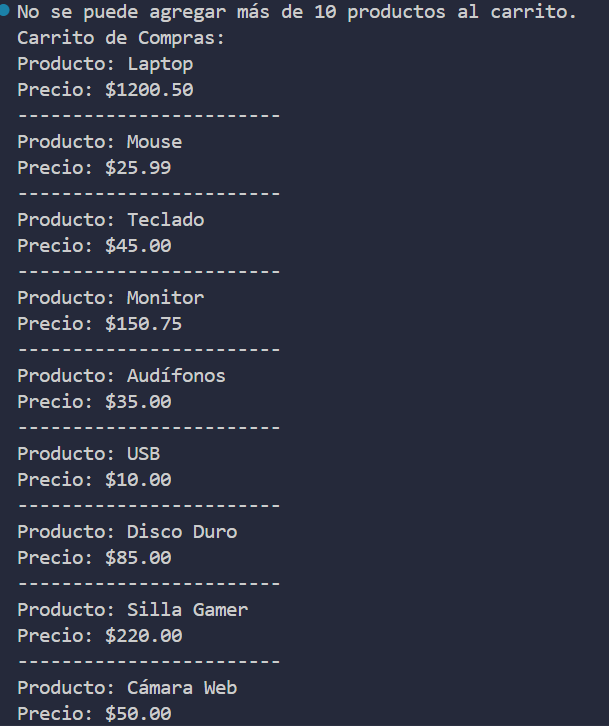 No se puede agregar más de 10 productos al carrito.
Carrito de Compras:
Producto: Laptop
Precio: $1200.50
------------------------
Producto: Mouse
Precio: $25.99
------------------------
Producto: Teclado
Precio: $45.00
------------------------
Producto: Monitor
Precio: $150.75
------------------------
Producto: Audífonos
Precio: $35.00
------------------------
Producto: USB
Precio: $10.00
------------------------
Producto: Disco Duro
Precio: $85.00
------------------------
Producto: Silla Gamer
Precio: $220.00
------------------------
Producto: Cámara Web
Precio: $50.00